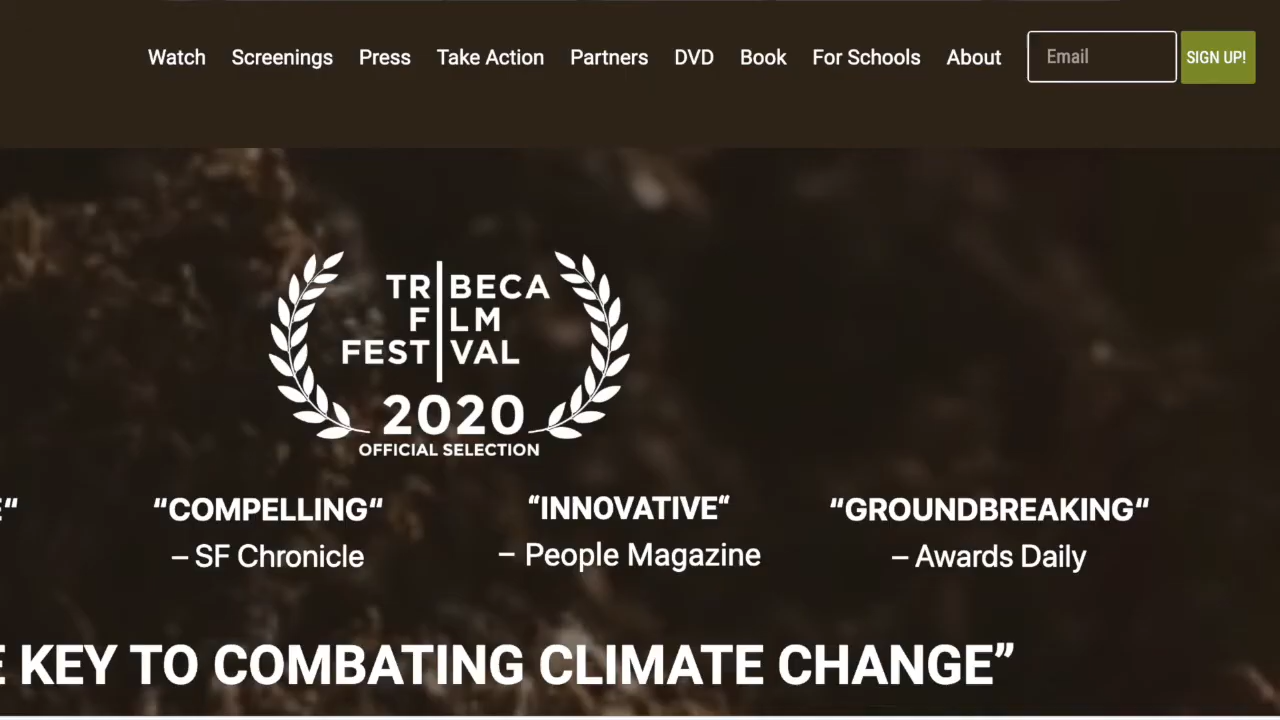 Watch Screenings Press Take Action Partners DVD Book For Schools About Email SIGN UP!
TRIBECA
FILM
FESTIVAL
2020
OFFICIAL SELECTION
“COMPELLING“ “INNOVATIVE“ “GROUNDBREAKING“
– SF Chronicle – People Magazine – Awards Daily
KEY TO COMBATING CLIMATE CHANGE”